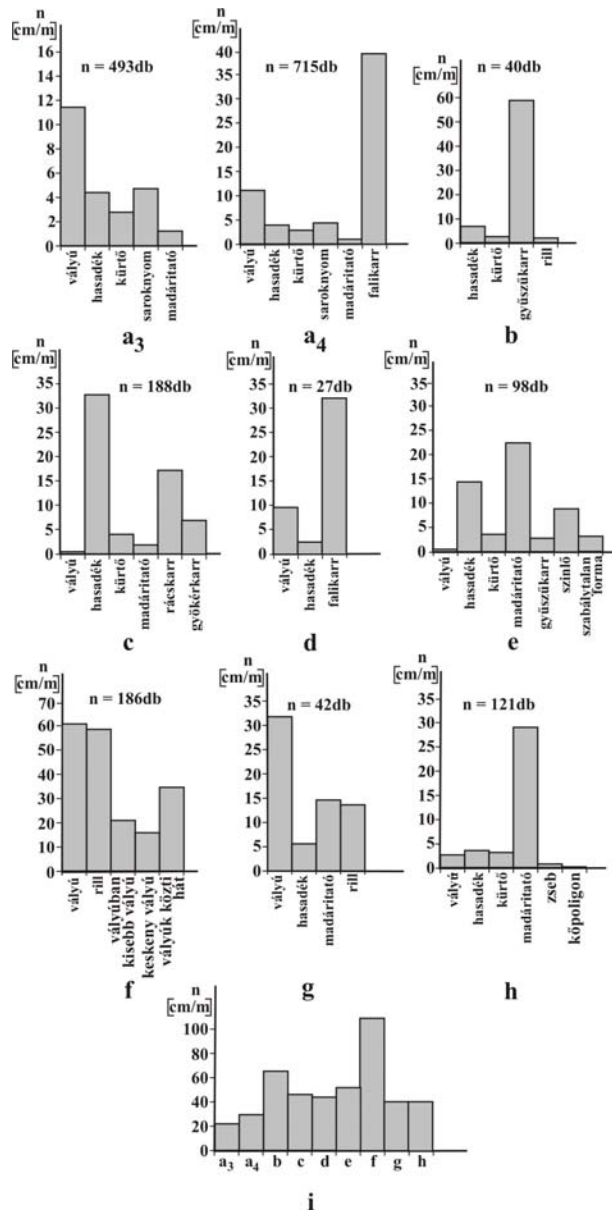 n
[cm/m]
n = 493db
16
14
12
10
8
6
4
2
0
vályú
hasadék
kürtő
saroknyom
madáritató
a3
n
[cm/m]
n = 715db
40
35
30
25
20
15
10
5
0
vályú
hasadék
kürtő
saroknyom
madáritató
falikarr
a4
n
[cm/m]
n = 40db
60
50
40
30
20
10
0
hasadék
kürtő
gyűszűkarr
rill
b
n
[cm/m]
n = 188db
35
30
25
20
15
10
5
0
vályú
hasadék
kürtő
madáritató
rácskarr
gyökérkarr
c
n
[cm/m]
n = 27db
35
30
25
20
15
10
5
0
vályú
hasadék
falikarr
d
n
[cm/m]
n = 98db
35
30
25
20
15
10
5
0
vályú
hasadék
kürtő
madáritató
gyűszűkarr
szinlő
szabálytalan
forma
e
n
[cm/m]
n = 186db
70
60
50
40
30
20
10
0
vályú
rill
vályúban
kisebb vályú
keskeny vályú
vályúk közti
hát
f
n
[cm/m]
n = 42db
35
30
25
20
15
10
5
0
vályú
hasadék
madáritató
rill
g
n
[cm/m]
n = 121db
35
30
25
20
15
10
5
0
vályú
hasadék
kürtő
madáritató
zseb
kőpoligon
h
n
[cm/m]
100
80
60
40
20
0
a3 a4 b c d e f g h
i